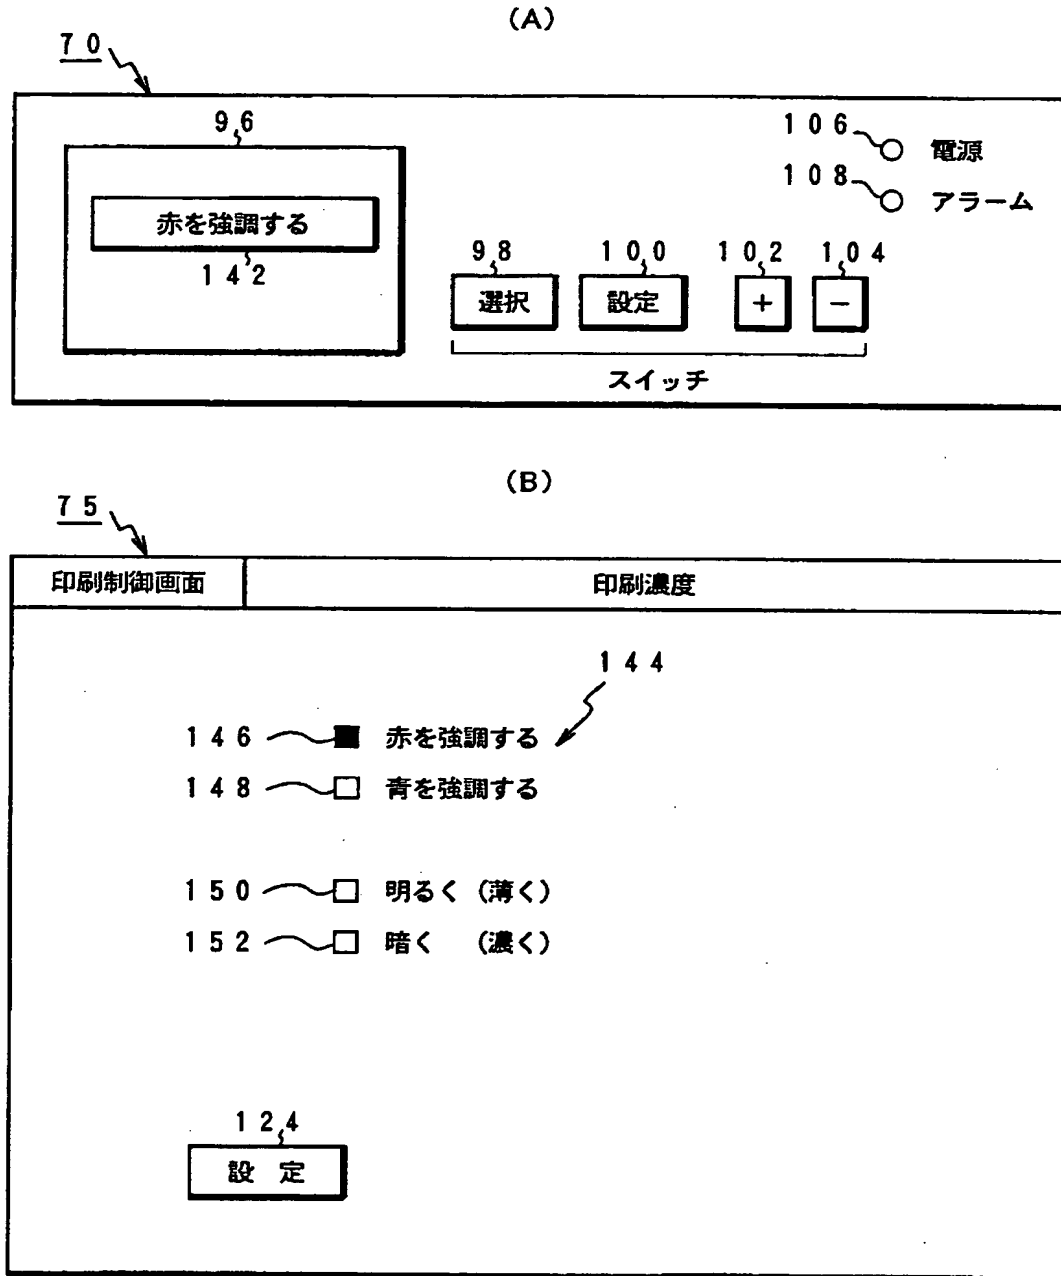 (A)
70
96
106 電源
108 アラーム
赤を強調する
142
98 100 102 104
選択 設定 + −
スイッチ
(B)
75
印刷制御画面 印刷濃度
144
146 赤を強調する
148 青を強調する
150 明るく (薄く)
152 暗く (濃く)
124
設 定